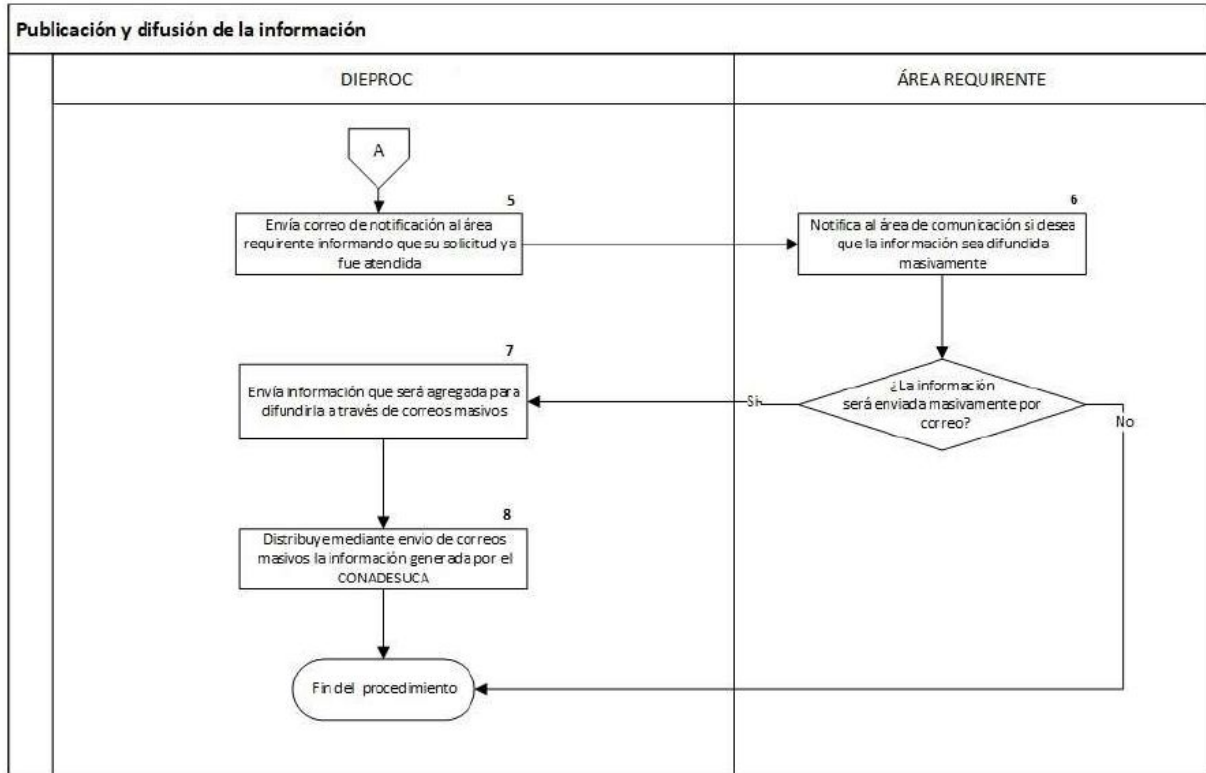 Publicación y difusión de la información
DIEPROC
ÁREA REQUIRENTE
A
5
Envía correo de notificación al área
requirente informando que su solicitud ya
fue atendida
6
Notifica al área de comunicación si desea
que la información sea difundida
masivamente
7
Envía información que será agregada para
difundirla a través de correos masivos
¿La información
será enviada masivamente por
correo?
Sí
No
8
Distribuye mediante envio de correos
masivos la información generada por el
CONADESUCA
Fin del procedimiento